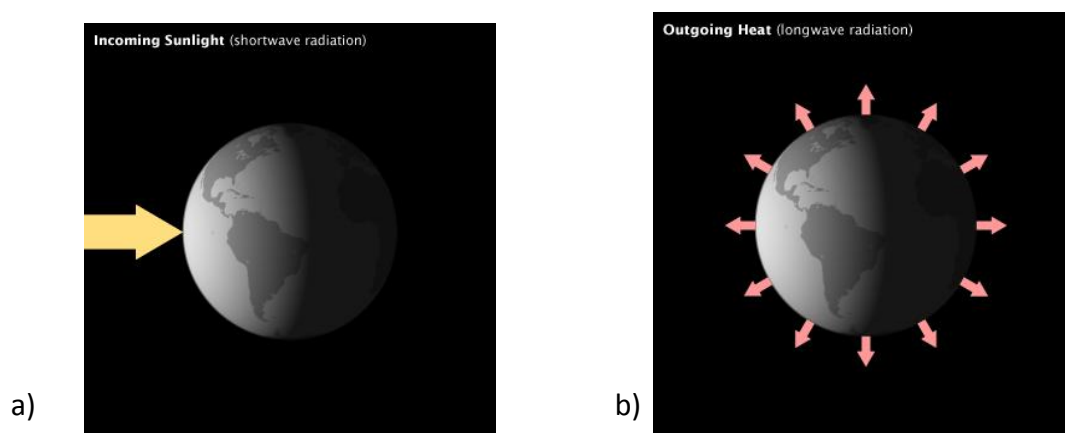 Incoming Sunlight (shortwave radiation)
Outgoing Heat (longwave radiation)
a)
b)